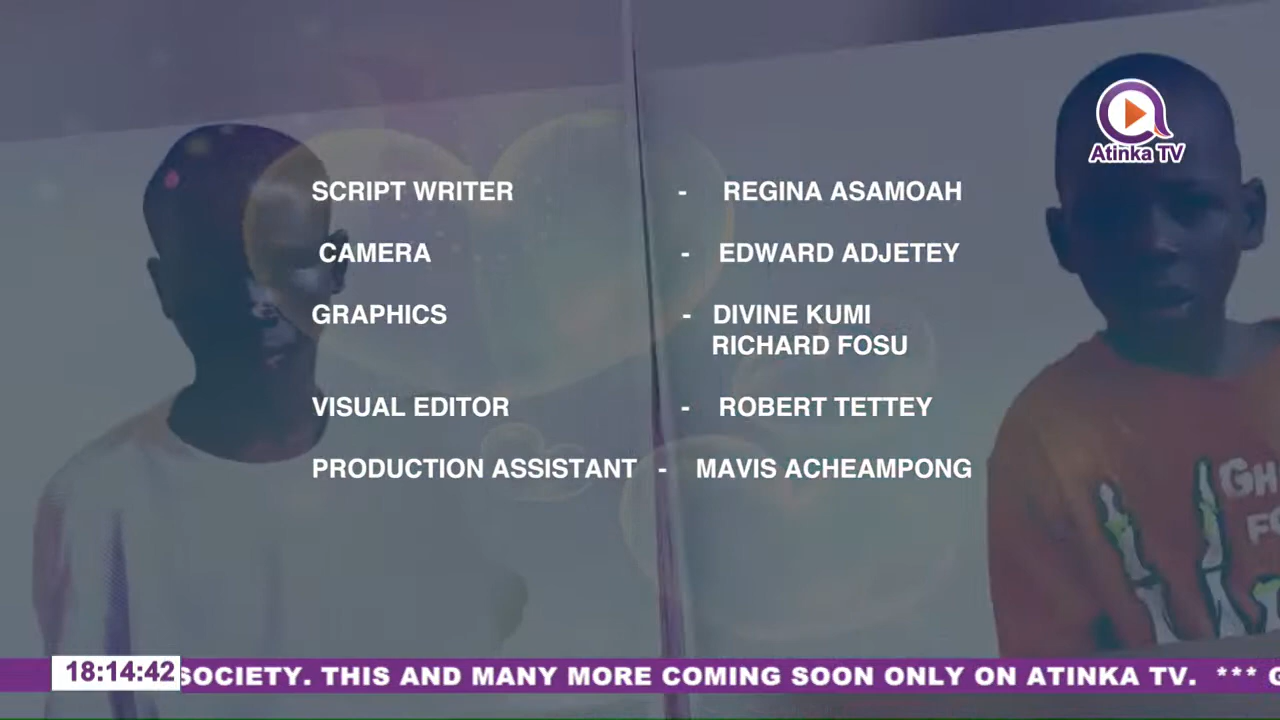 Atinka TV
SCRIPT WRITER - REGINA ASAMOAH
CAMERA - EDWARD ADJETEY
GRAPHICS - DIVINE KUMI
RICHARD FOSU
VISUAL EDITOR - ROBERT TETTEY
PRODUCTION ASSISTANT - MAVIS ACHEAMPONG
GH
18:14:42 SOCIETY. THIS AND MANY MORE COMING SOON ONLY ON ATINKA TV. *** G